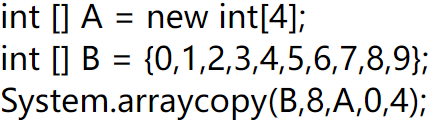 int [] A = new int[4];
int [] B = {0,1,2,3,4,5,6,7,8,9};
System.arraycopy(B,8,A,0,4);